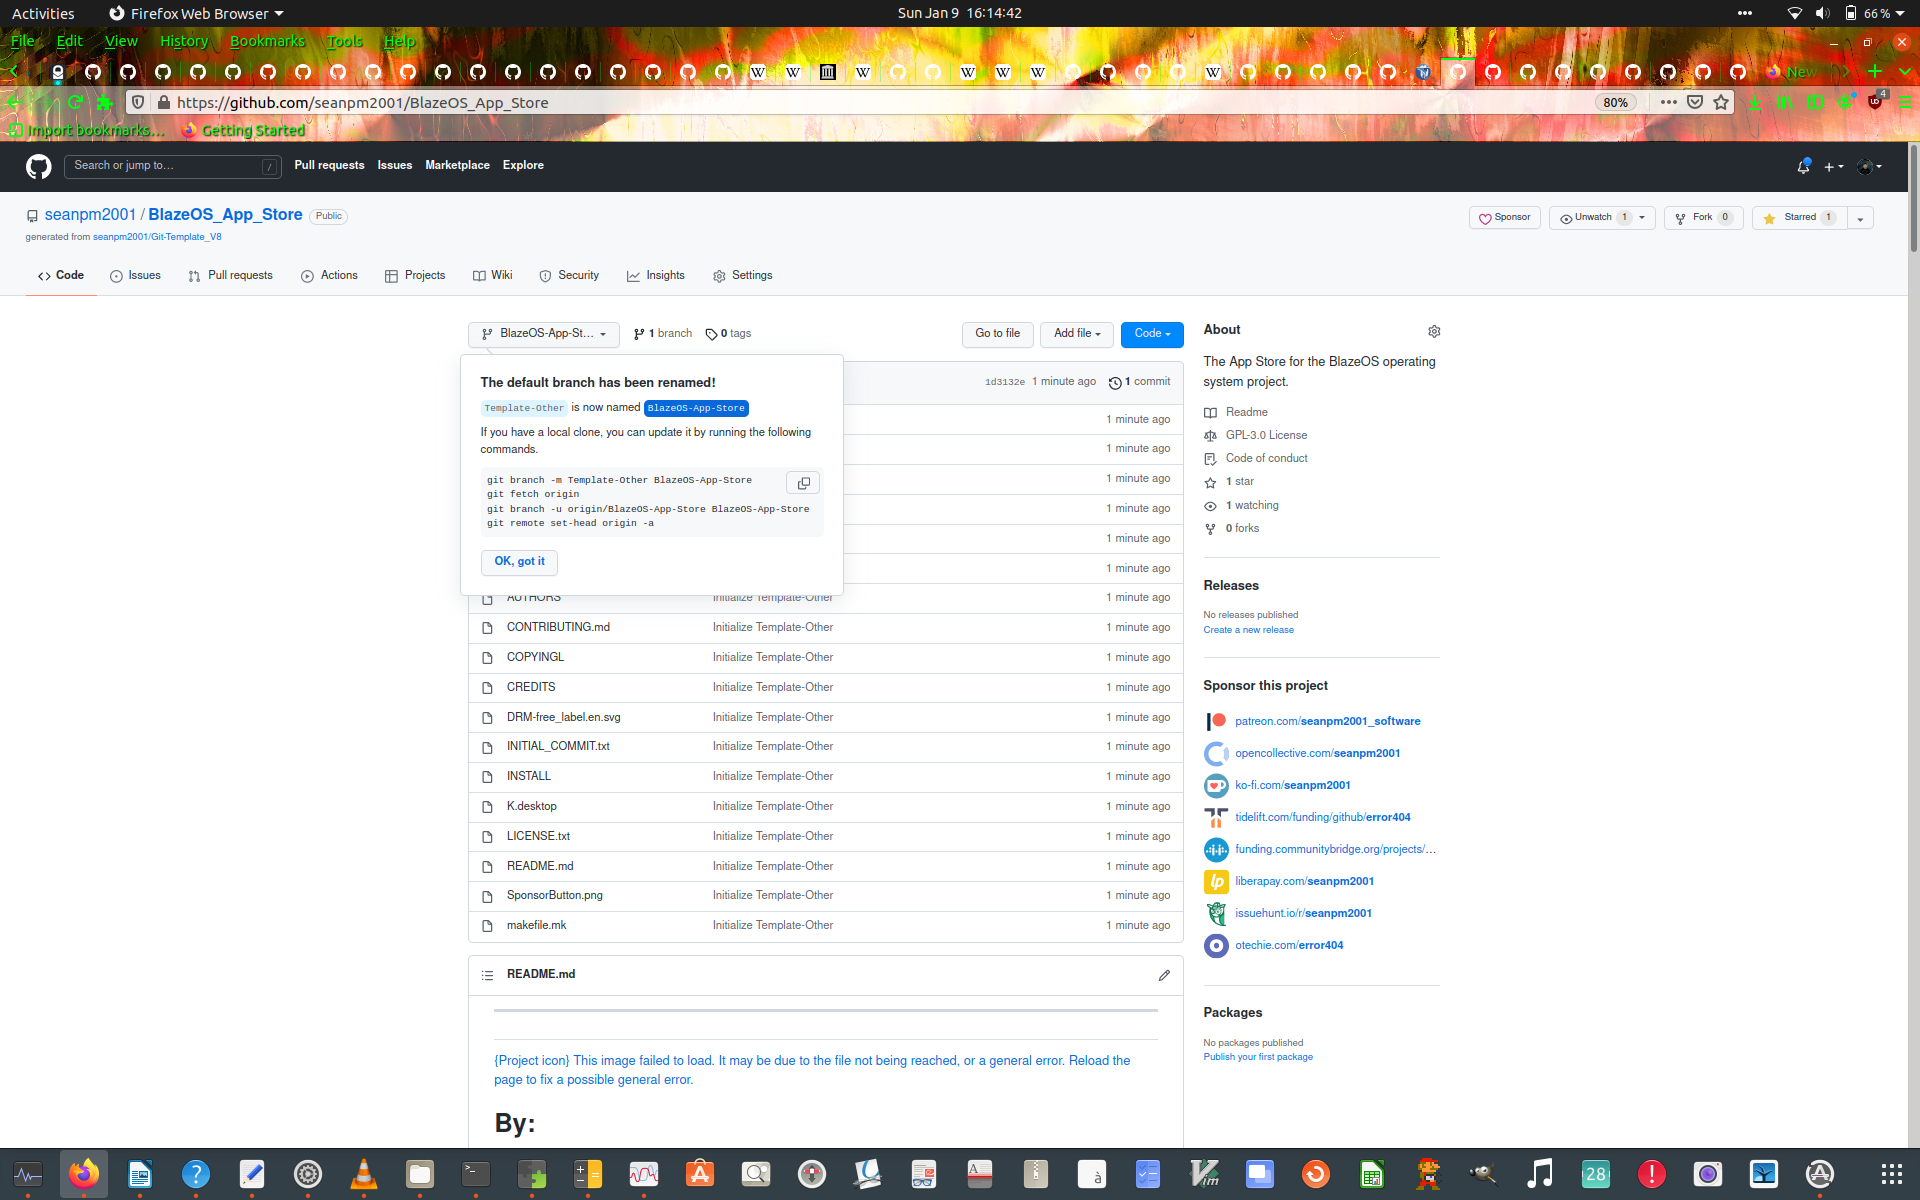 Activities
Firefox Web Browser
Sun Jan 9 16:14:42
66 %
File Edit View History Bookmarks Tools Help
New
https://github.com/seanpm2001/BlazeOS_App_Store
80%
4
Import bookmarks...
Getting Started
Search or jump to...
/
Pull requests
Issues
Marketplace
Explore
seanpm2001 / BlazeOS_App_Store
Public
generated from seanpm2001/Git-Template_V8
Sponsor
Unwatch 1
Fork 0
Starred 1
Code
Issues
Pull requests
Actions
Projects
Wiki
Security
Insights
Settings
BlazeOS-App-St...
1 branch
0 tags
Go to file
Add file
Code
The default branch has been renamed!
Template-Other is now named BlazeOS-App-Store
If you have a local clone, you can update it by running the following
commands.
git branch -m Template-Other BlazeOS-App-Store
git fetch origin
git branch -u origin/BlazeOS-App-Store BlazeOS-App-Store
git remote set-head origin -a
OK, got it
1d3132e 1 minute ago
1 commit
1 minute ago
1 minute ago
1 minute ago
1 minute ago
1 minute ago
1 minute ago
AUTHORS Initialize Template-Other 1 minute ago
CONTRIBUTING.md Initialize Template-Other 1 minute ago
COPYINGL Initialize Template-Other 1 minute ago
CREDITS Initialize Template-Other 1 minute ago
DRM-free_label.en.svg Initialize Template-Other 1 minute ago
INITIAL_COMMIT.txt Initialize Template-Other 1 minute ago
INSTALL Initialize Template-Other 1 minute ago
K.desktop Initialize Template-Other 1 minute ago
LICENSE.txt Initialize Template-Other 1 minute ago
README.md Initialize Template-Other 1 minute ago
SponsorButton.png Initialize Template-Other 1 minute ago
makefile.mk Initialize Template-Other 1 minute ago
README.md
{Project icon} This image failed to load. It may be due to the file not being reached, or a general error. Reload the
page to fix a possible general error.
By:
About
The App Store for the BlazeOS operating
system project.
Readme
GPL-3.0 License
Code of conduct
1 star
1 watching
0 forks
Releases
No releases published
Create a new release
Sponsor this project
patreon.com/seanpm2001_software
opencollective.com/seanpm2001
ko-fi.com/seanpm2001
tidelift.com/funding/github/error404
funding.communitybridge.org/projects/...
liberapay.com/seanpm2001
issuehunt.io/r/seanpm2001
otechie.com/error404
Packages
No packages published
Publish your first package
28